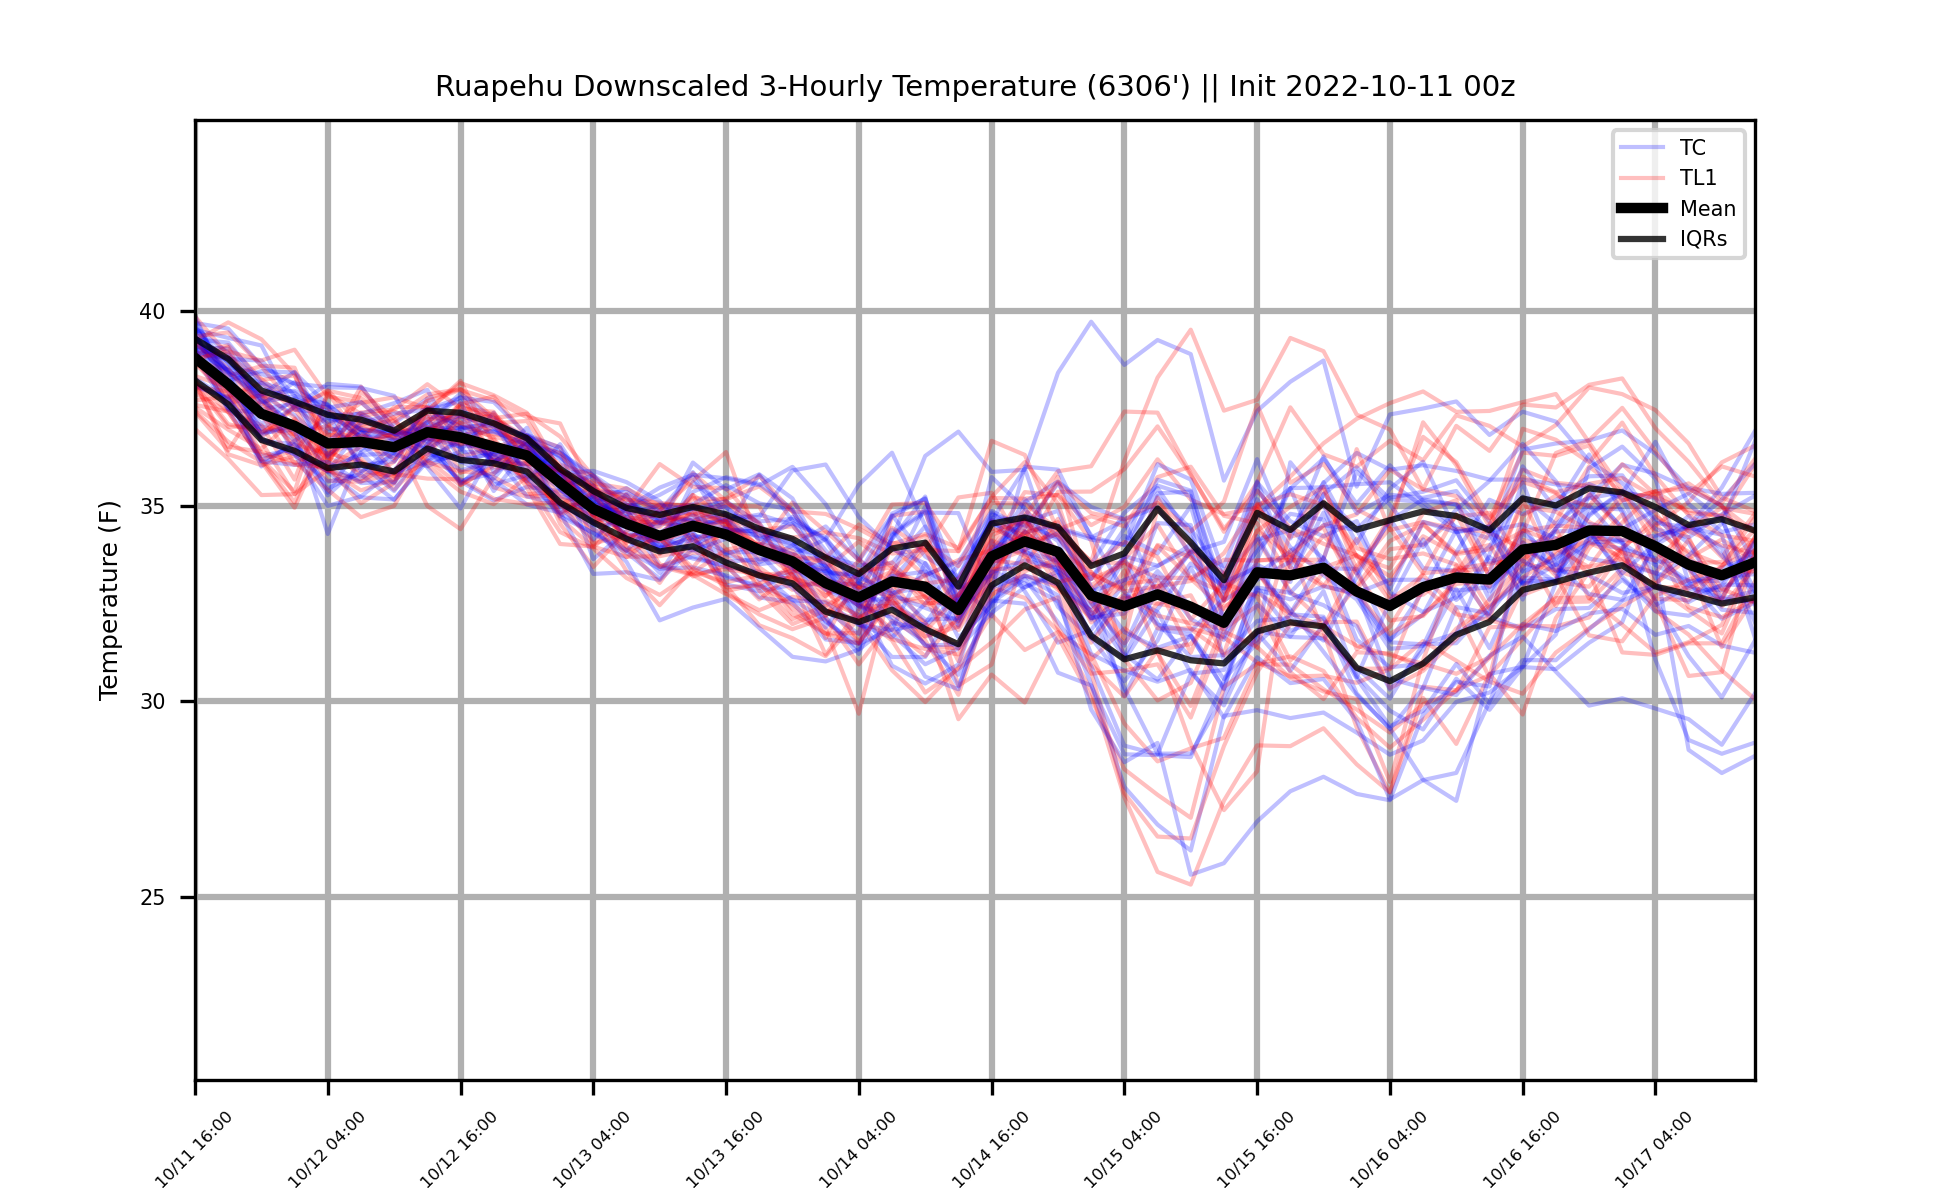 Ruapehu Downscaled 3-Hourly Temperature (6306') || Init 2022-10-11 00z
TC
TL1
Mean
IQRs
Temperature (F)
40
35
30
25
10/11 16:00
10/12 04:00
10/12 16:00
10/13 04:00
10/13 16:00
10/14 04:00
10/14 16:00
10/15 04:00
10/15 16:00
10/16 04:00
10/16 16:00
10/17 04:00